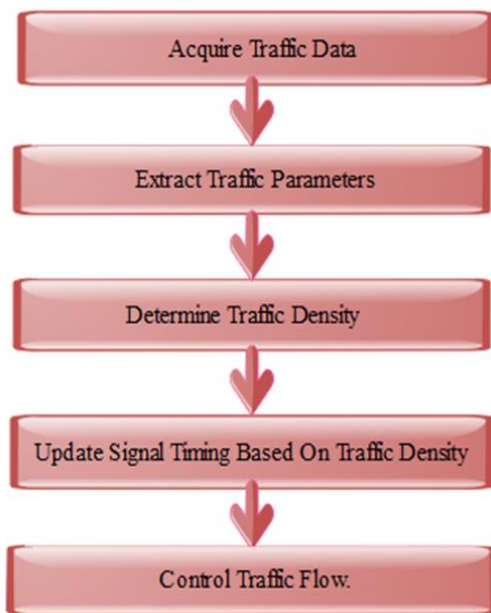 Acquire Traffic Data
Extract Traffic Parameters
Determine Traffic Density
Update Signal Timing Based On Traffic Density
Control Traffic Flow.